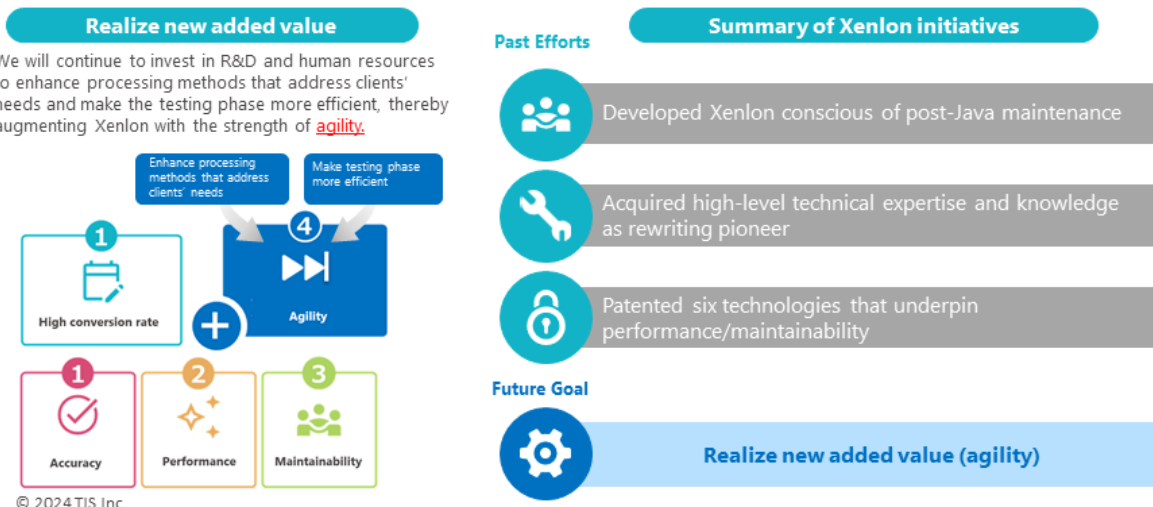 Realize new added value
We will continue to invest in R&D and human resources
to enhance processing methods that address clients'
needs and make the testing phase more efficient, thereby
augmenting Xenlon with the strength of agility.
Enhance processing
methods that address
clients' needs
Make testing phase
more efficient
1
High conversion rate
4
Agility
1
Accuracy
2
Performance
3
Maintainability
© 2024 TIS Inc.
Summary of Xenlon initiatives
Past Efforts
Developed Xenlon conscious of post-Java maintenance
Acquired high-level technical expertise and knowledge
as rewriting pioneer
Patented six technologies that underpin
performance/maintainability
Future Goal
Realize new added value (agility)